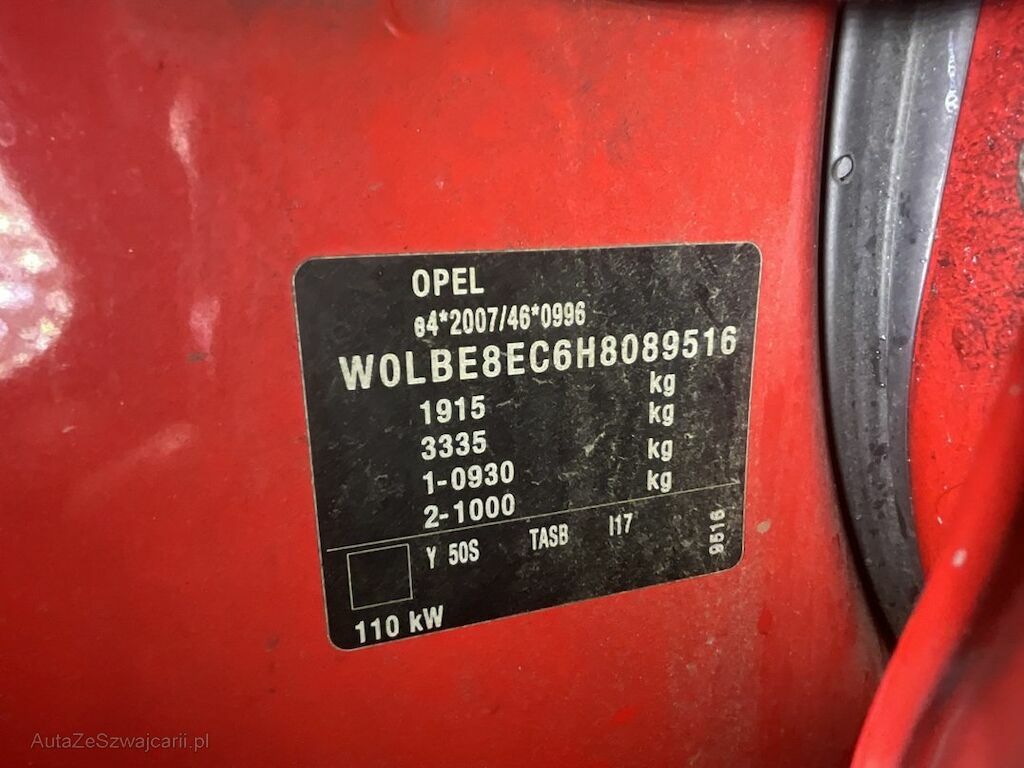 OPEL
e4*2007/46*0996
W0LBE8EC6H8089516
1915 kg
3335 kg
1-0930 kg
2-1000 kg
Y 50S TASB I17
9516
110 kW
AutaZeSzwajcarii.pl